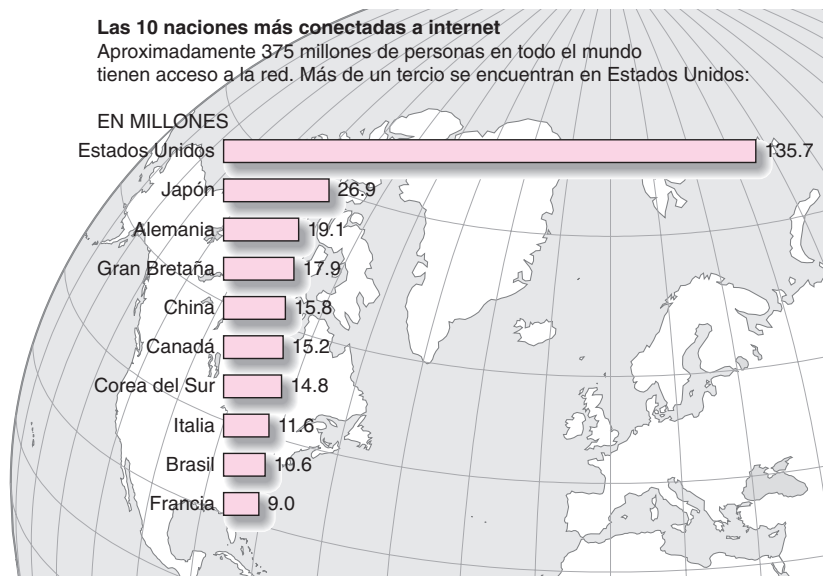 Las 10 naciones más conectadas a internet
Aproximadamente 375 millones de personas en todo el mundo
tienen acceso a la red. Más de un tercio se encuentran en Estados Unidos:
EN MILLONES
Estados Unidos 135.7
Japón 26.9
Alemania 19.1
Gran Bretaña 17.9
China 15.8
Canadá 15.2
Corea del Sur 14.8
Italia 11.6
Brasil 10.6
Francia 9.0